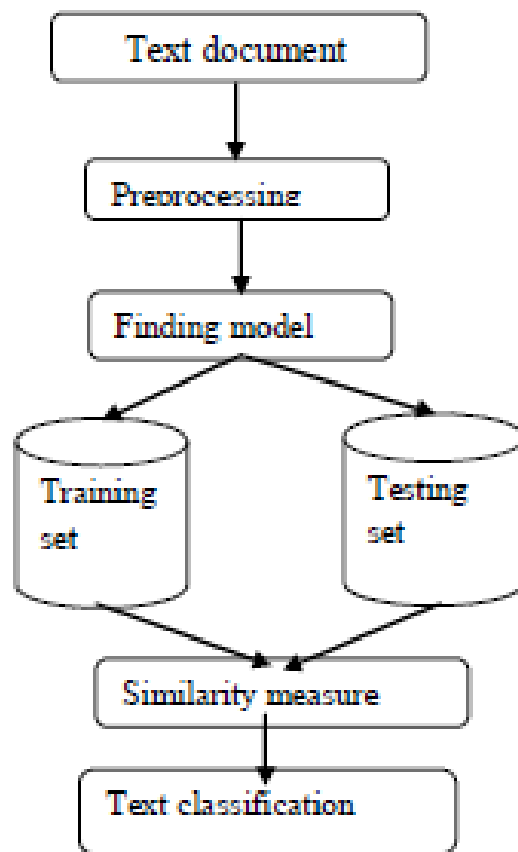 Text document
Preprocessing
Finding model
Training
set
Testing
set
Similarity measure
Text classification